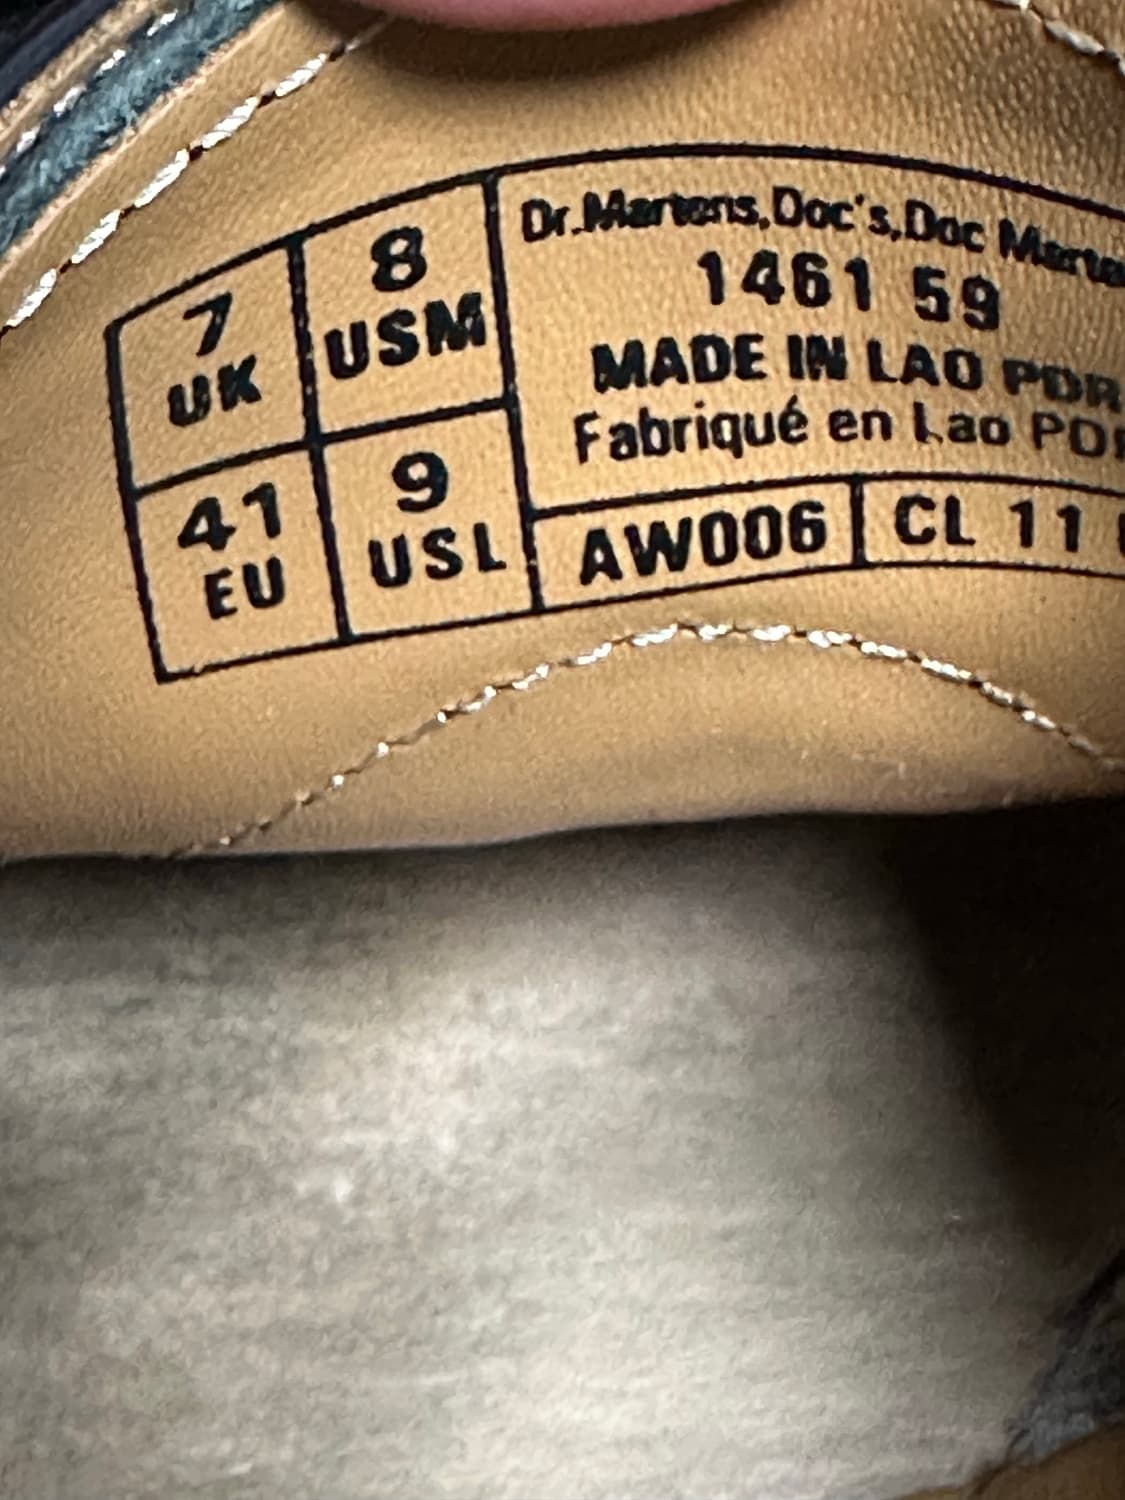 7
UK
8
USM
41
EU
9
USL
Dr.Martens,Doc's,Doc
1461 59
MADE IN LAO PDR
Fabriqué en Lao
AW006
CL 11